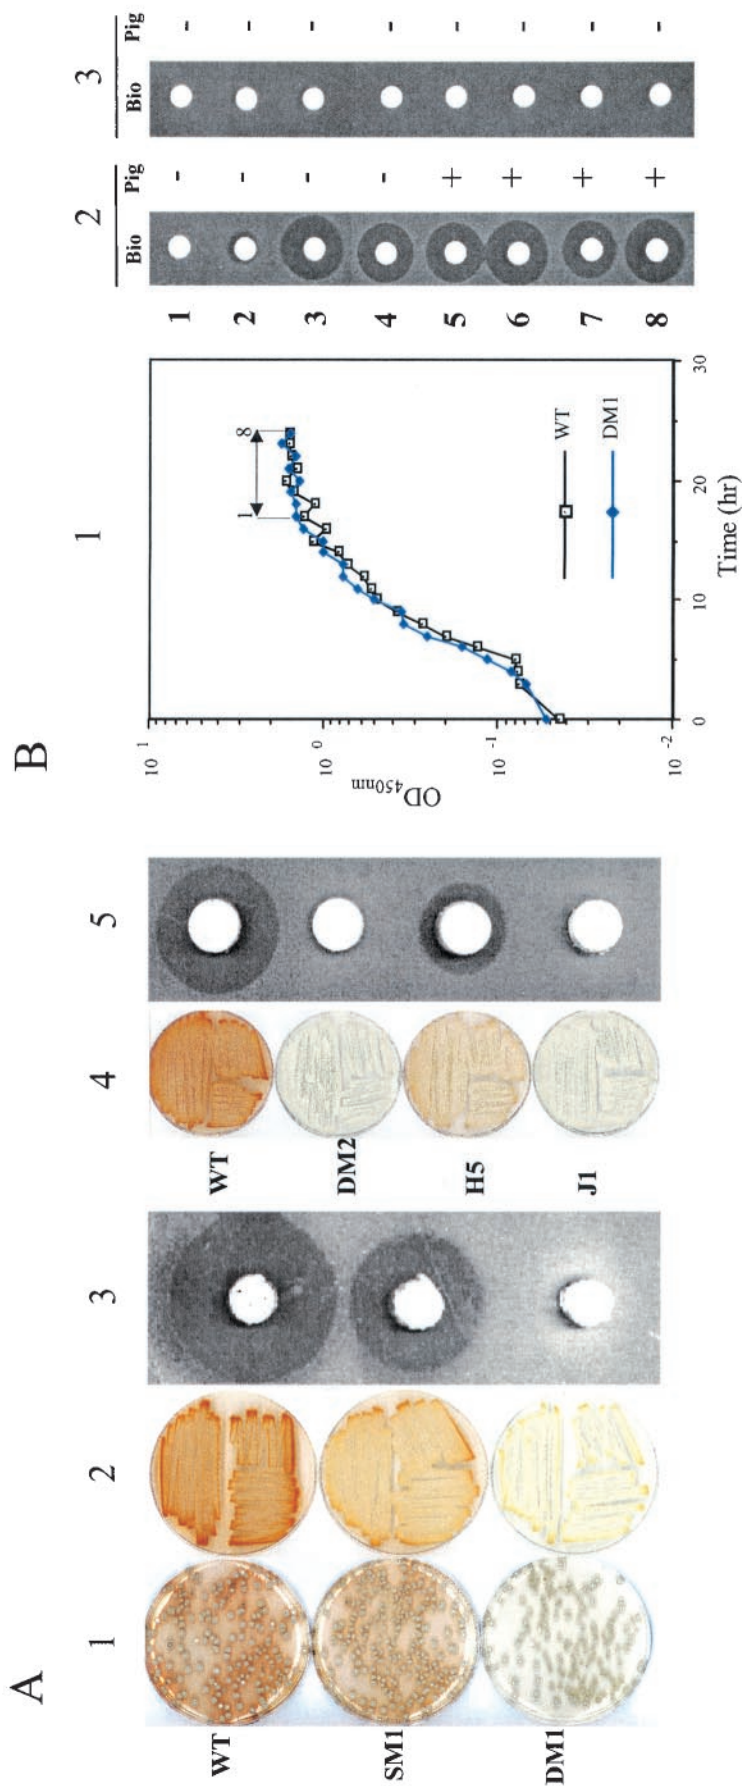 A
1
2
3
4
5
WT
SM1
DM1
WT
DM2
H5
J1
B
1
OD450nm
10 1
10 0
10 -1
10 -2
0
10
20
30
Time (hr)
1
8
WT
DM1
2
3
Bio Pig
Bio Pig
1 - -
2 - -
3 - -
4 - -
5 + -
6 + -
7 + -
8 + -